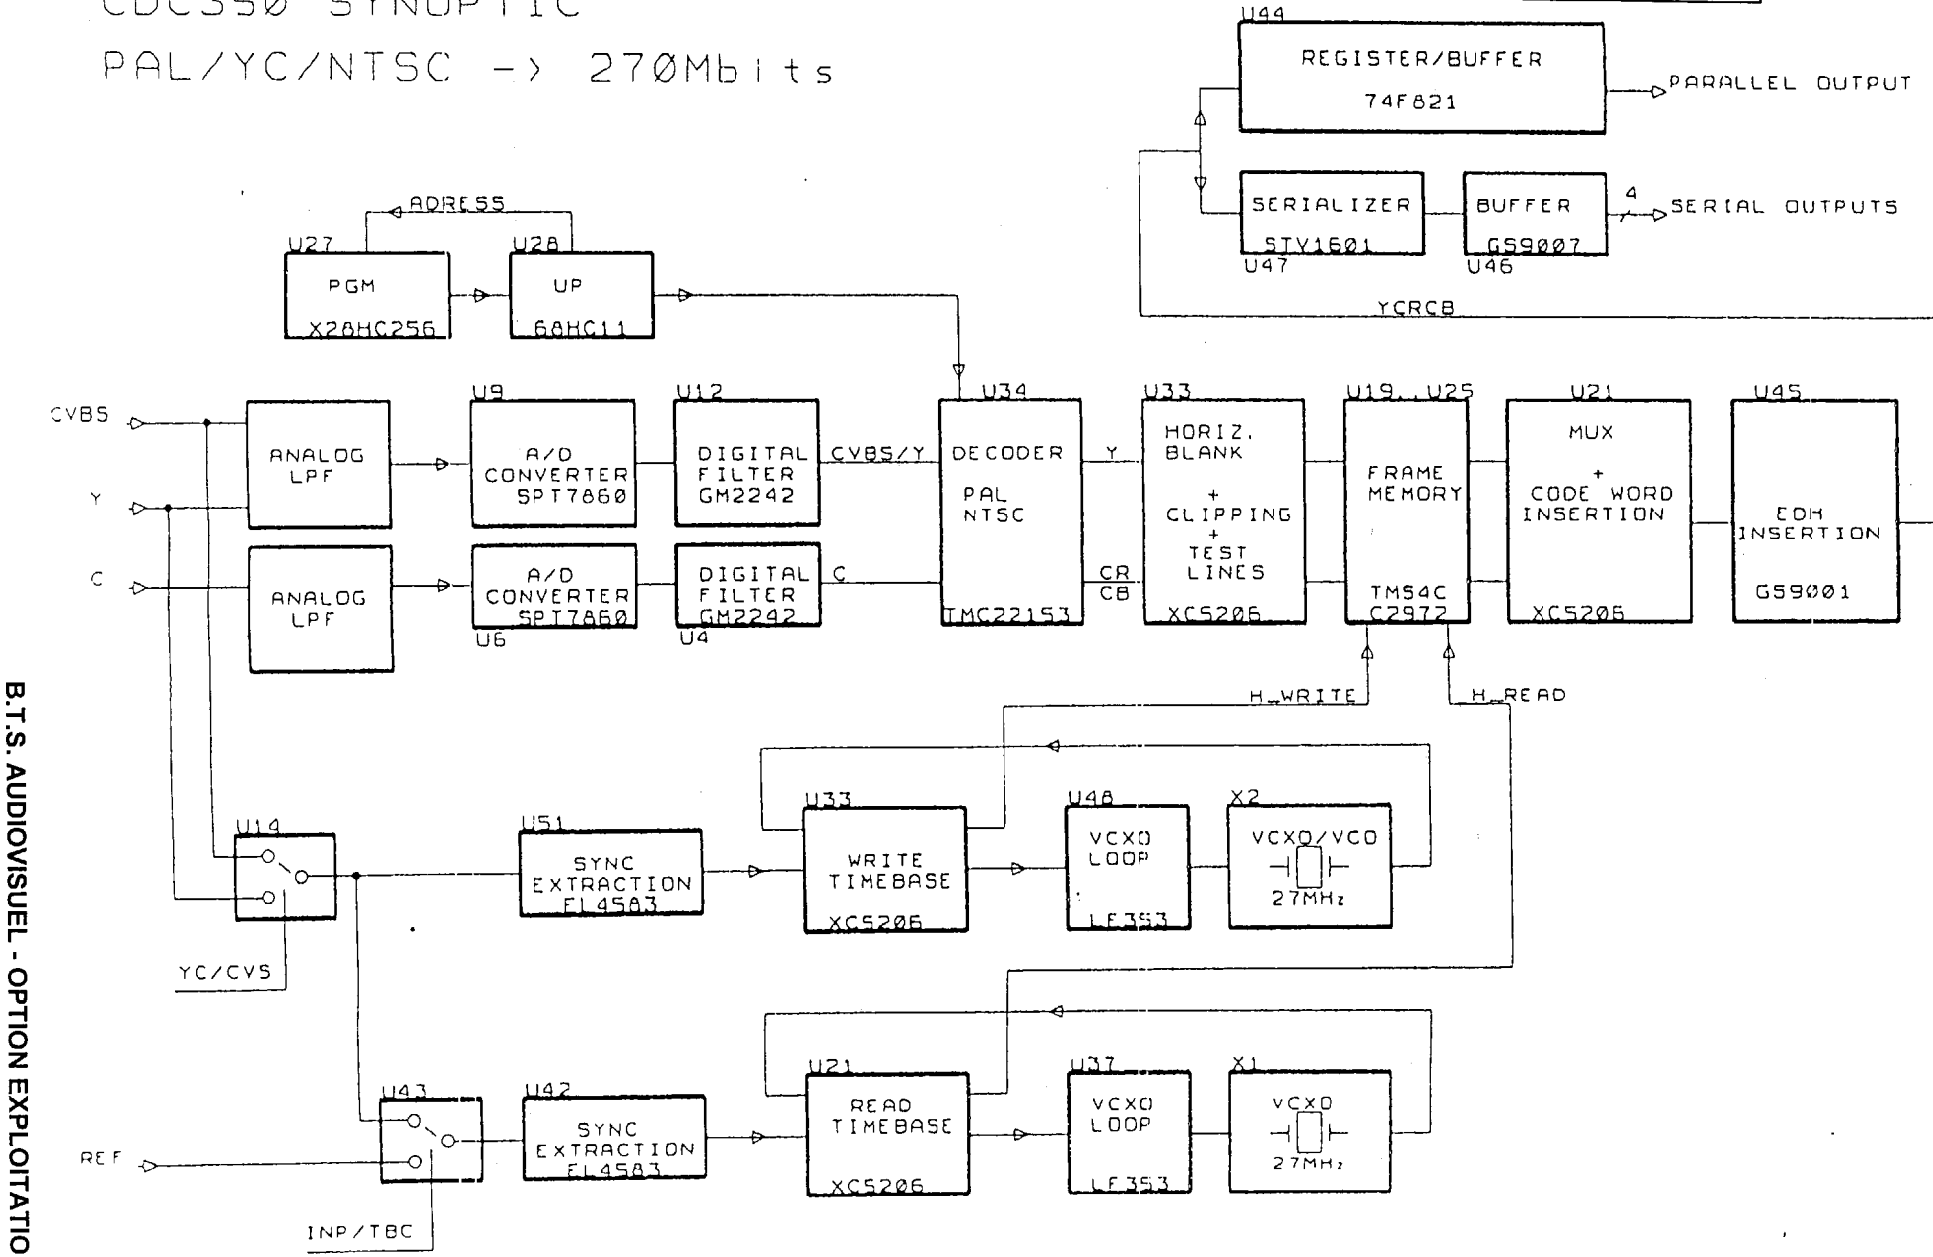 CDC350 SYNOPTIC
PAL/YC/NTSC -> 270Mbits
U44
REGISTER/BUFFER
74F821
PARALLEL OUTPUT
SERIALIZER
STV1601
U47
BUFFER
GS9007
U46
4
SERIAL OUTPUTS
YCRCB
ADRESS
U27
PGM
X28HC256
U28
UP
68HC11
CVBS
Y
C
ANALOG
LPF
U9
A/D
CONVERTER
SPT7860
U12
DIGITAL
FILTER
GM2242
CVBS/Y
ANALOG
LPF
A/D
CONVERTER
SPT7860
U6
DIGITAL
FILTER
GM2242
U4
C
U34
DECODER
PAL
NTSC
TMC22153
Y
CR
CB
U33
HORIZ.
BLANK
+
CLIPPING
+
TEST
LINES
XC5206
U19..U25
FRAME
MEMORY
TMS4C
C2972
U21
MUX
+
CODE WORD
INSERTION
XC5206
U45
EDH
INSERTION
GS9001
H_WRITE
H_READ
U14
YC/CVS
U51
SYNC
EXTRACTION
EL4583
U33
WRITE
TIMEBASE
XC5206
U48
VCXO
LOOP
LF353
X2
VCXO/VCO
27MHz
REF
U43
INP/TBC
U42
SYNC
EXTRACTION
EL4583
U21
READ
TIMEBASE
XC5206
U37
VCXO
LOOP
LF353
X1
VCXO
27MHz
B.T.S. AUDIOVISUEL - OPTION EXPLOITATIO